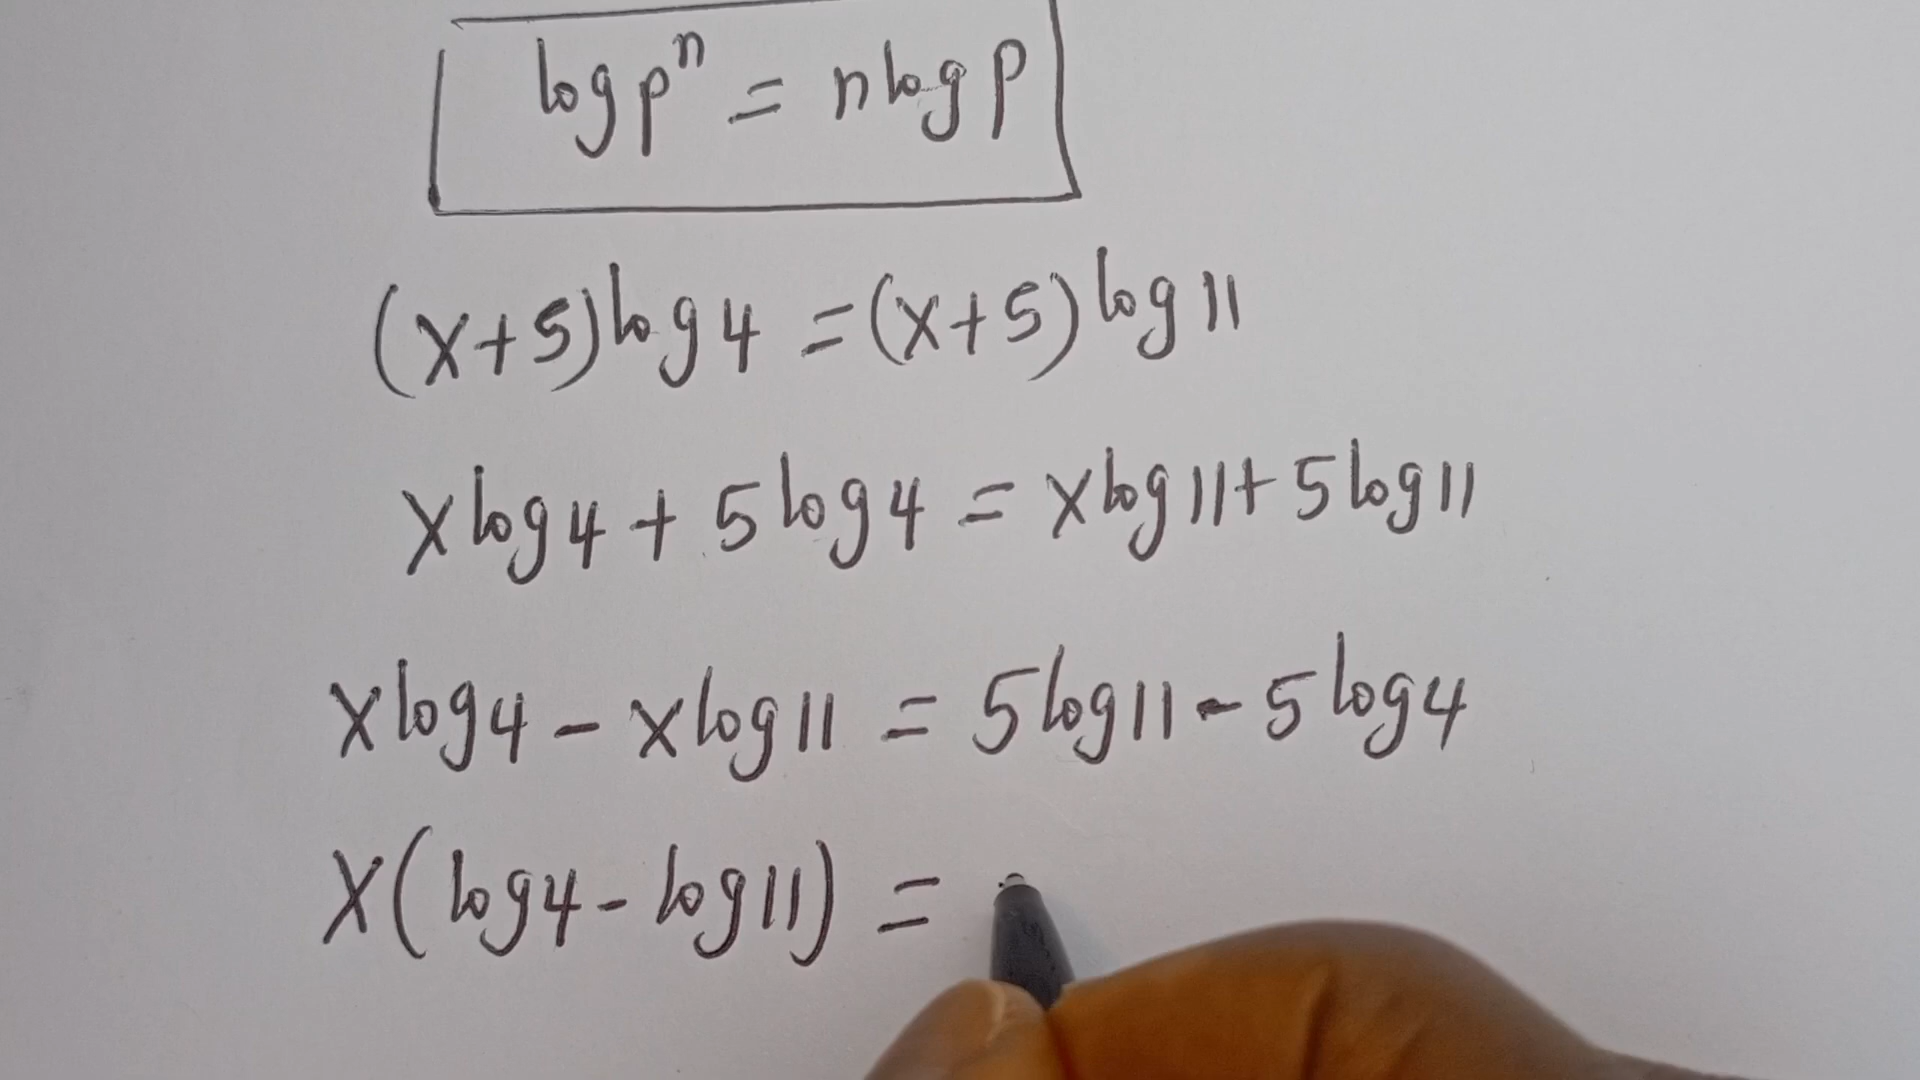 log pⁿ = n log p
(x+5) log 4 = (x+5) log 11
x log 4 + 5 log 4 = x log 11 + 5 log 11
x log 4 - x log 11 = 5 log 11 - 5 log 4
x(log 4 - log 11) =